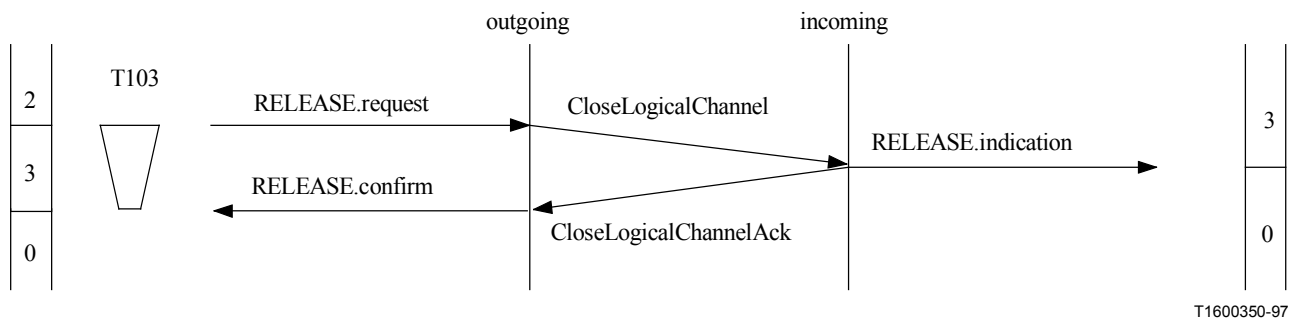 outgoing
incoming
T103
2
RELEASE.request
CloseLogicalChannel
3
RELEASE.indication
3
RELEASE.confirm
CloseLogicalChannelAck
0
0
T1600350-97